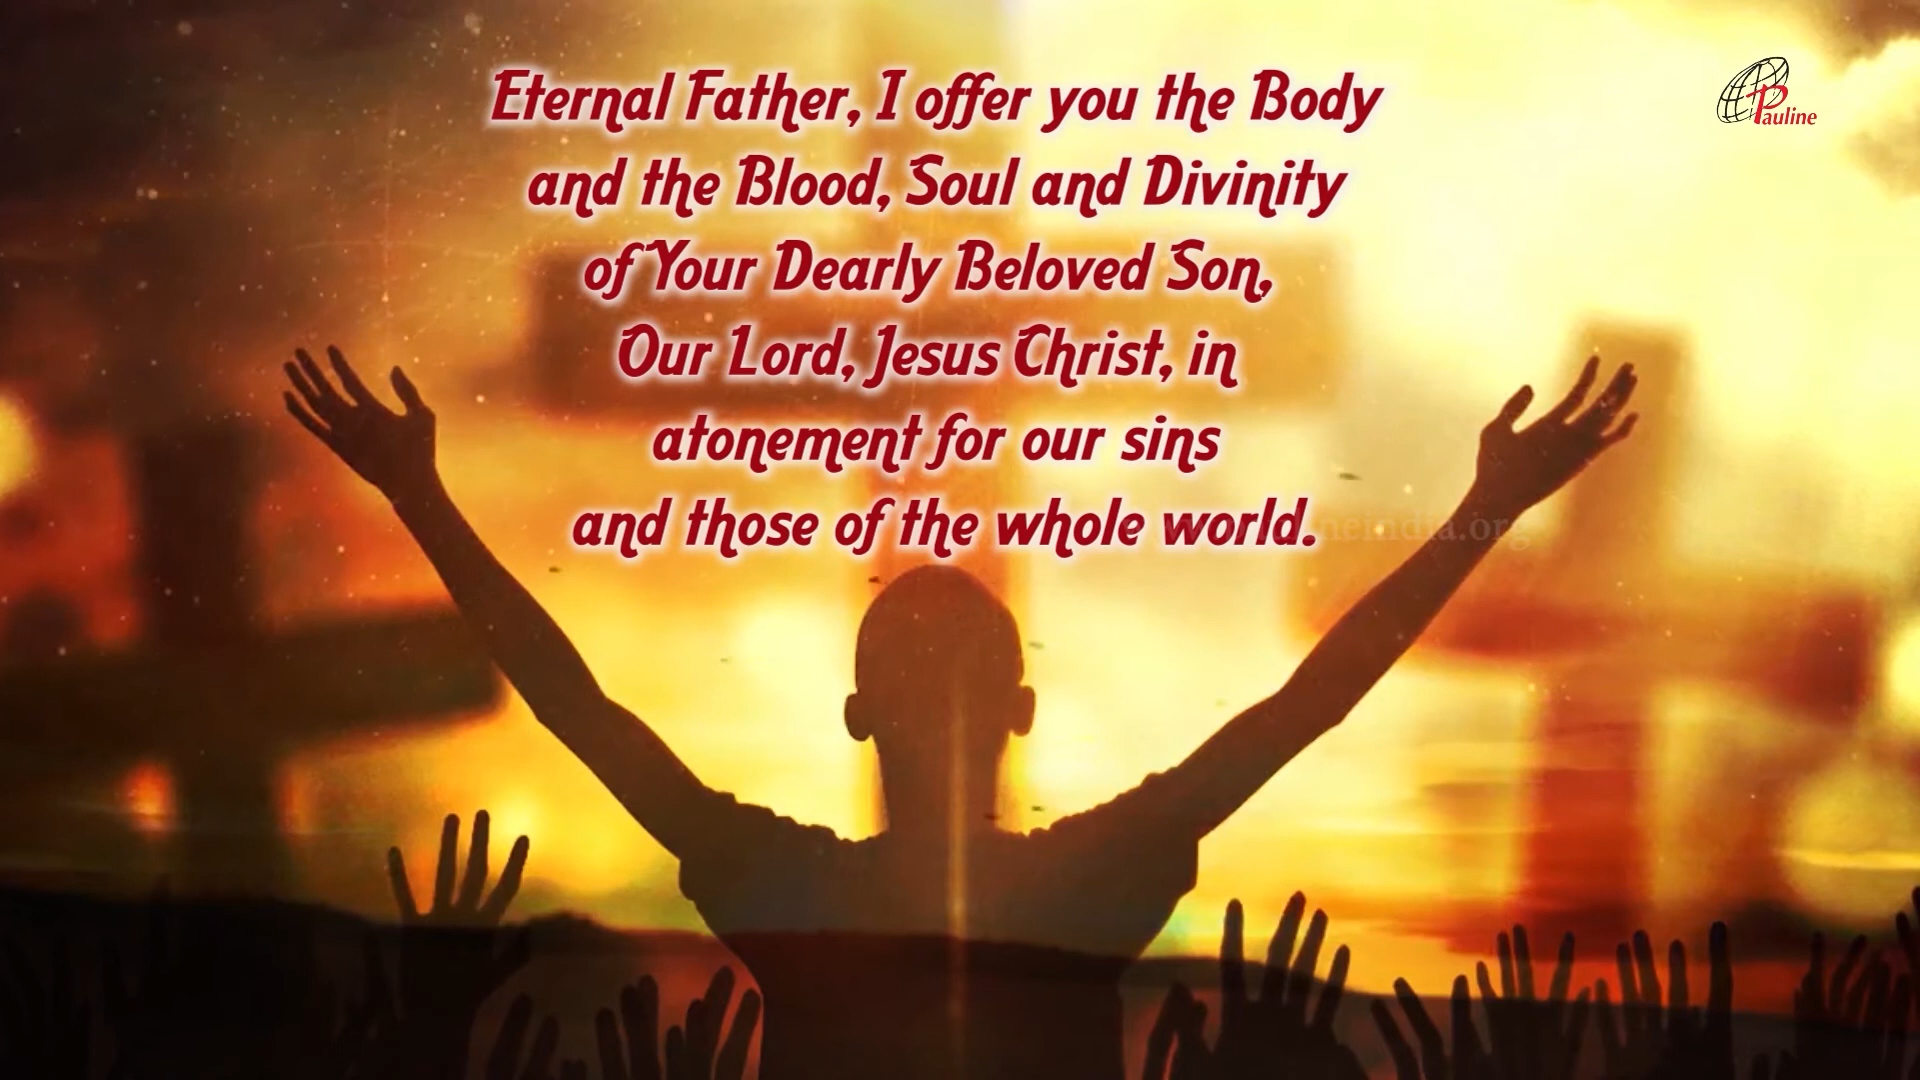 Eternal Father, I offer you the Body
and the Blood, Soul and Divinity
of Your Dearly Beloved Son,
Our Lord, Jesus Christ, in
atonement for our sins
and those of the whole world.
Pauline